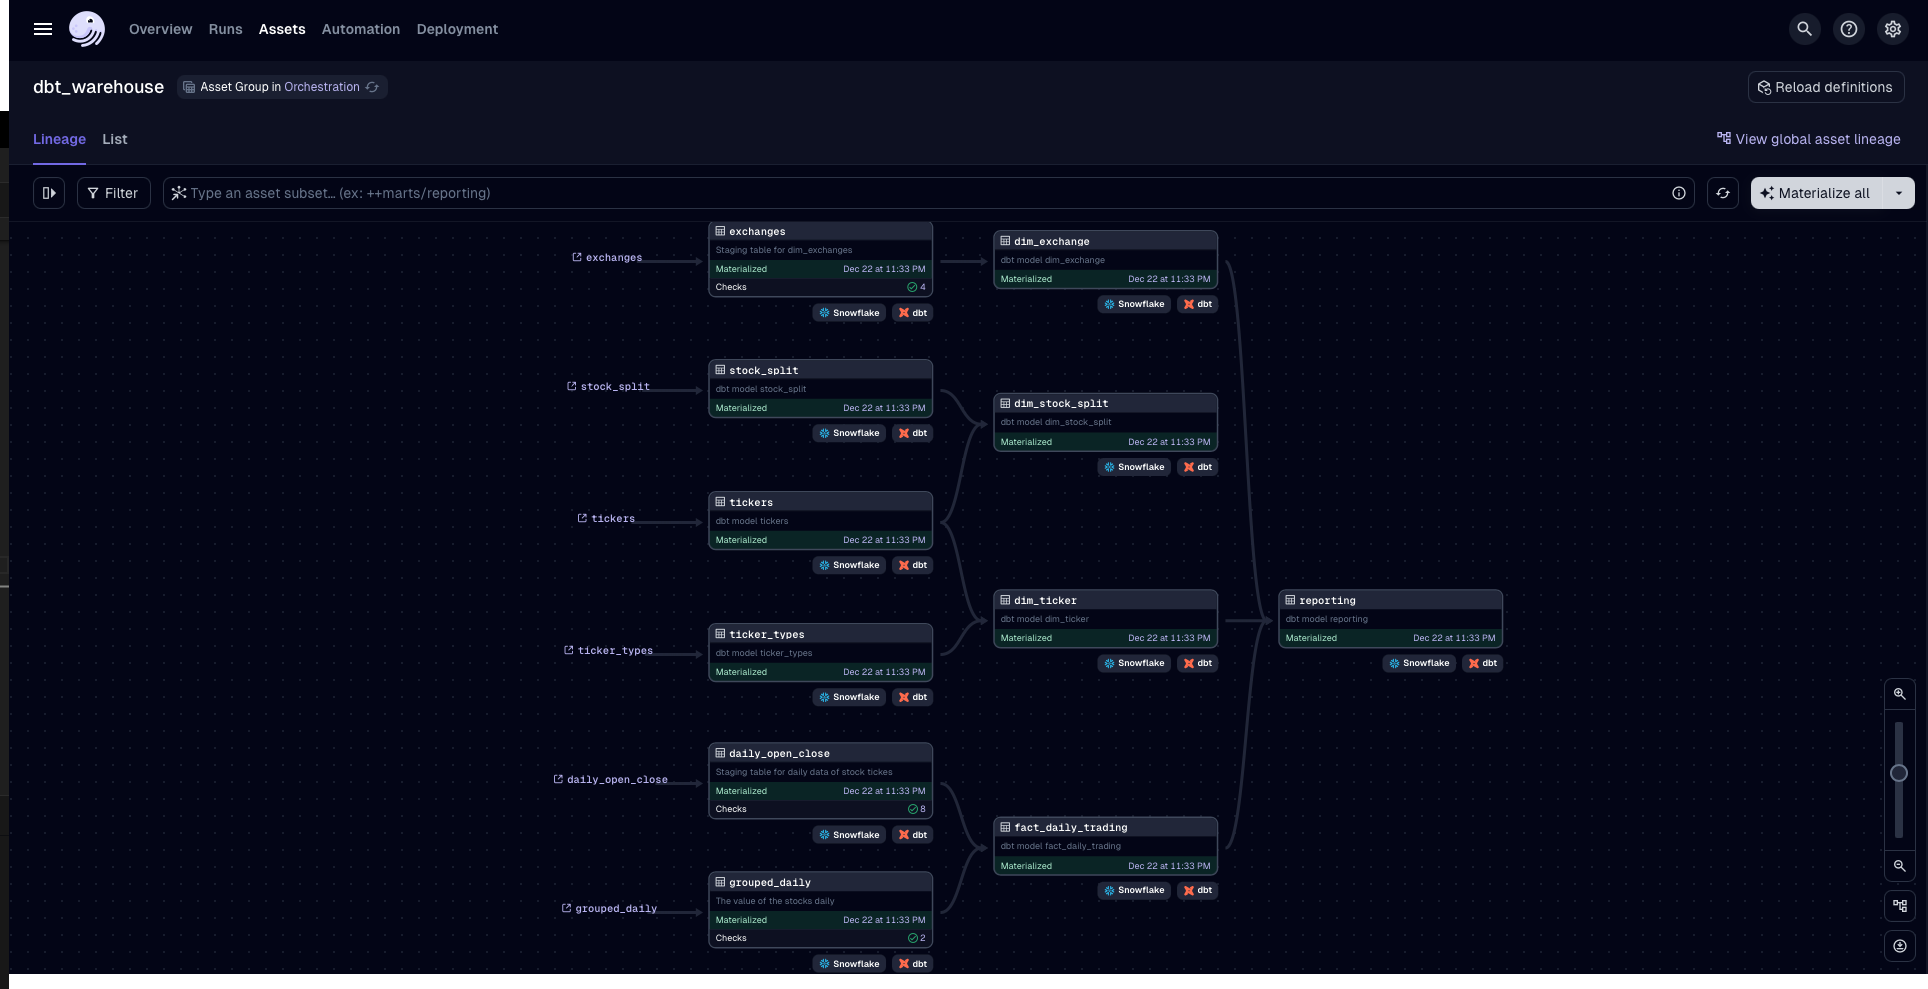 Overview Runs Assets Automation Deployment
dbt_warehouse Asset Group in Orchestration Reload definitions
Lineage List View global asset lineage
Filter Type an asset subset... (ex: ++marts/reporting) Materialize all
exchanges
exchanges
Staging table for dim_exchanges
Materialized Dec 22 at 11:33 PM
Checks 4
Snowflake dbt
dim_exchange
dbt model dim_exchange
Materialized Dec 22 at 11:33 PM
Snowflake dbt
stock_split
stock_split
dbt model stock_split
Materialized Dec 22 at 11:33 PM
Snowflake dbt
dim_stock_split
dbt model dim_stock_split
Materialized Dec 22 at 11:33 PM
Snowflake dbt
tickers
tickers
dbt model tickers
Materialized Dec 22 at 11:33 PM
Snowflake dbt
dim_ticker
dbt model dim_ticker
Materialized Dec 22 at 11:33 PM
Snowflake dbt
reporting
dbt model reporting
Materialized Dec 22 at 11:33 PM
Snowflake dbt
ticker_types
ticker_types
dbt model ticker_types
Materialized Dec 22 at 11:33 PM
Snowflake dbt
daily_open_close
daily_open_close
Staging table for daily data of stock tickes
Materialized Dec 22 at 11:33 PM
Checks 8
Snowflake dbt
fact_daily_trading
dbt model fact_daily_trading
Materialized Dec 22 at 11:33 PM
Snowflake dbt
grouped_daily
grouped_daily
The value of the stocks daily
Materialized Dec 22 at 11:33 PM
Checks 2
Snowflake dbt